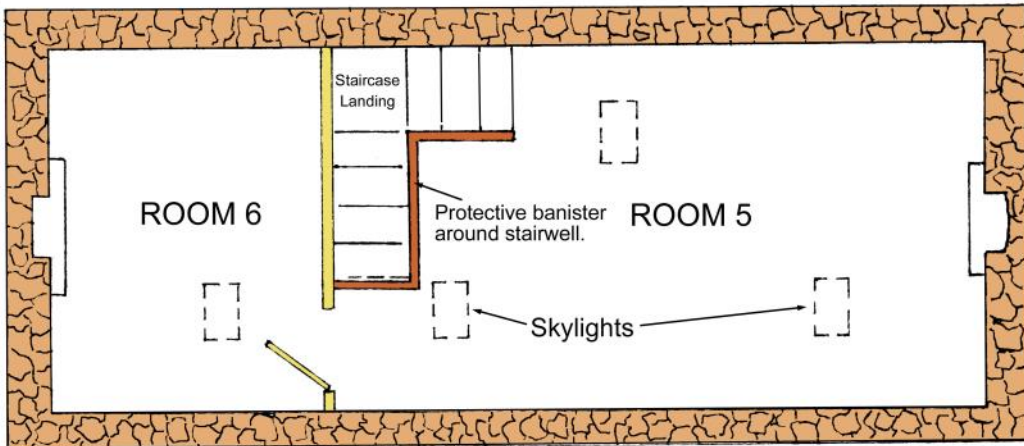 Staircase
Landing
ROOM 6
Protective banister
around stairwell.
ROOM 5
Skylights